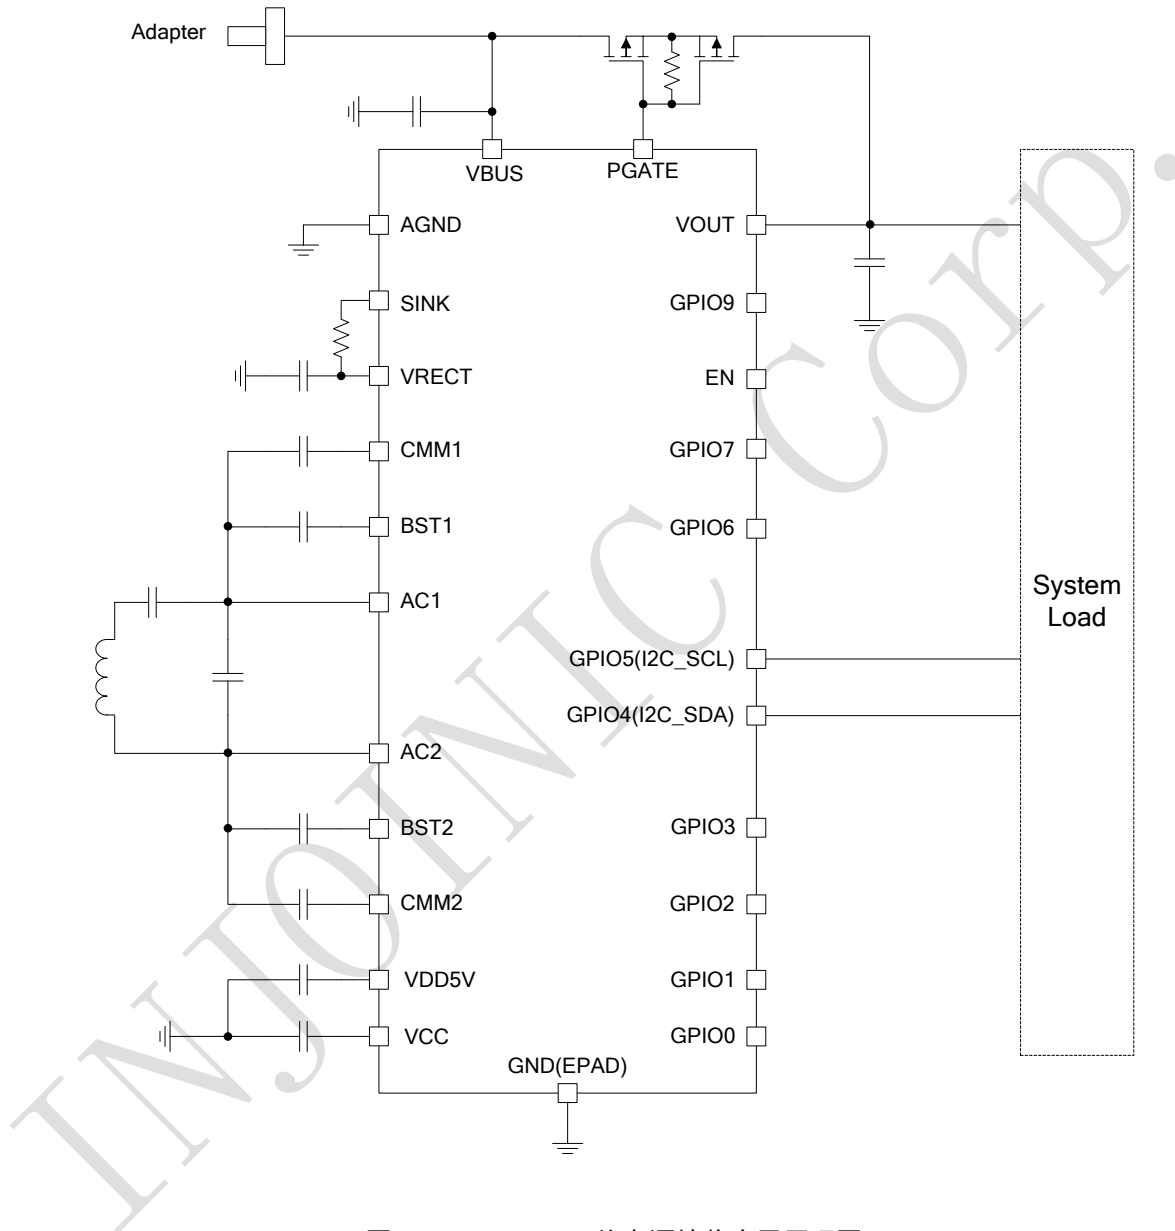 Adapter
VBUS
PGATE
AGND
VOUT
SINK
GPIO9
VRECT
EN
CMM1
GPIO7
BST1
GPIO6
AC1
System
Load
GPIO5(I2C_SCL)
GPIO4(I2C_SDA)
AC2
BST2
GPIO3
CMM2
GPIO2
VDD5V
GPIO1
VCC
GPIO0
GND(EPAD)
INJOINIC Corp.